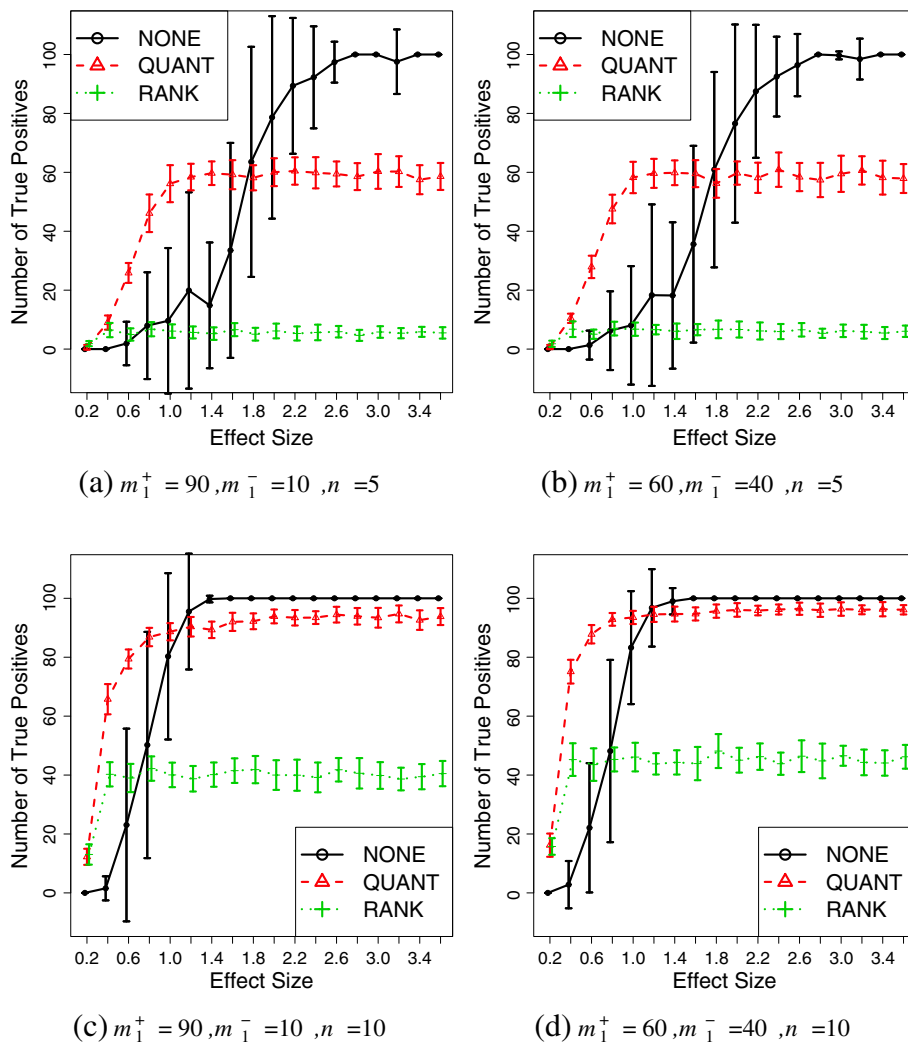 NONE
QUANT
RANK
Number of True Positives
0 20 40 60 80 100
0.2 0.6 1.0 1.4 1.8 2.2 2.6 3.0 3.4
Effect Size
(a) m₁⁺ = 90 ,m₁⁻ =10 ,n =5
NONE
QUANT
RANK
Number of True Positives
0 20 40 60 80 100
0.2 0.6 1.0 1.4 1.8 2.2 2.6 3.0 3.4
Effect Size
(b) m₁⁺ = 60 ,m₁⁻ =40 ,n =5
Number of True Positives
0 20 40 60 80 100
NONE
QUANT
RANK
0.2 0.6 1.0 1.4 1.8 2.2 2.6 3.0 3.4
Effect Size
(c) m₁⁺ = 90 ,m₁⁻ =10 ,n =10
Number of True Positives
0 20 40 60 80 100
NONE
QUANT
RANK
0.2 0.6 1.0 1.4 1.8 2.2 2.6 3.0 3.4
Effect Size
(d) m₁⁺ = 60 ,m₁⁻ =40 ,n =10